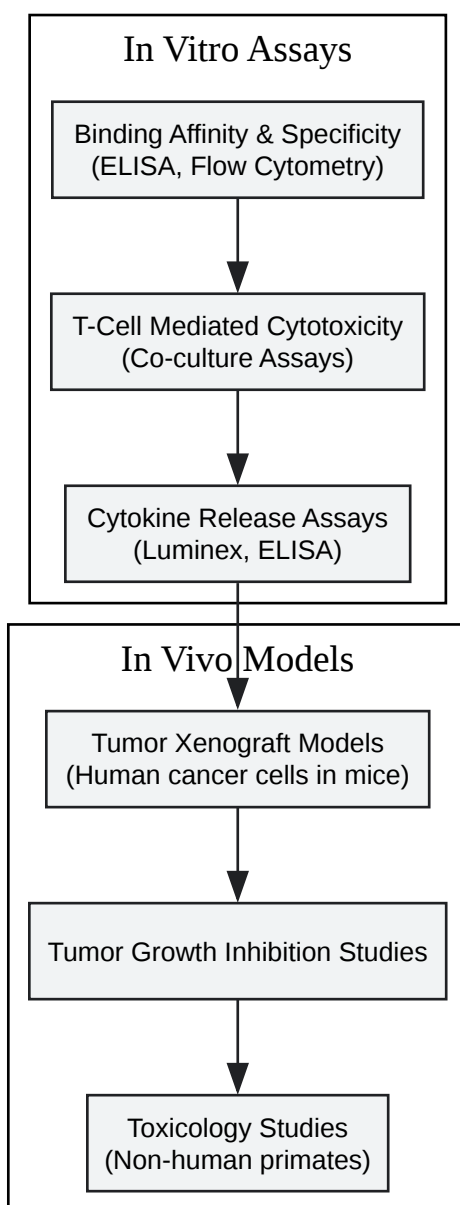 In Vitro Assays
Binding Affinity & Specificity
(ELISA, Flow Cytometry)
T-Cell Mediated Cytotoxicity
(Co-culture Assays)
Cytokine Release Assays
(Luminex, ELISA)
In Vivo Models
Tumor Xenograft Models
(Human cancer cells in mice)
Tumor Growth Inhibition Studies
Toxicology Studies
(Non-human primates)